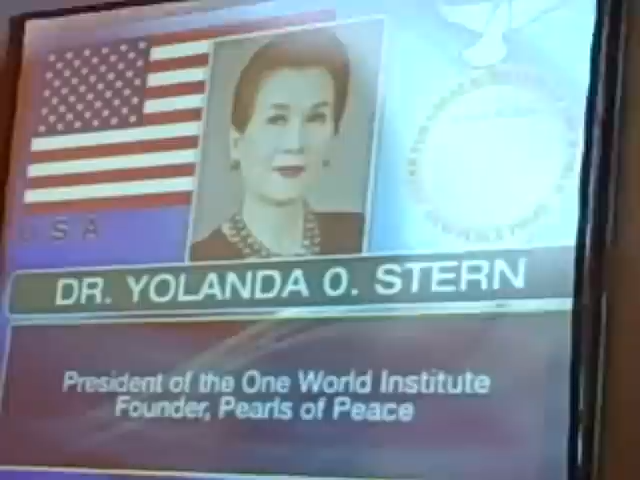 USA
DR. YOLANDA O. STERN
President of the One World Institute
Founder, Pearls of Peace